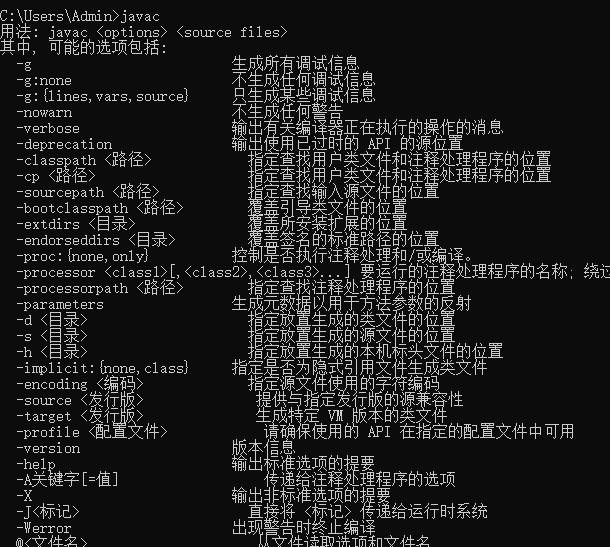 C:\Users\Admin>javac
用法: javac <options> <source files>
其中, 可能的选项包括:
-g 生成所有调试信息
-g:none 不生成任何调试信息
-g:{lines,vars,source} 只生成某些调试信息
-nowarn 不生成任何警告
-verbose 输出有关编译器正在执行的操作的消息
-deprecation 输出使用已过时的 API 的源位置
-classpath <路径> 指定查找用户类文件和注释处理程序的位置
-cp <路径> 指定查找用户类文件和注释处理程序的位置
-sourcepath <路径> 指定查找输入源文件的位置
-bootclasspath <路径> 覆盖引导类文件的位置
-extdirs <目录> 覆盖所安装扩展的位置
-endorseddirs <目录> 覆盖签名的标准路径的位置
-proc:{none,only} 控制是否执行注释处理和/或编译。
-processor <class1>[,<class2>,<class3>...] 要运行的注释处理程序的名称; 绕过
-processorpath <路径> 指定查找注释处理程序的位置
-parameters 生成元数据以用于方法参数的反射
-d <目录> 指定放置生成的类文件的位置
-s <目录> 指定放置生成的源文件的位置
-h <目录> 指定放置生成的本机标头文件的位置
-implicit:{none,class} 指定是否为隐式引用文件生成类文件
-encoding <编码> 指定源文件使用的字符编码
-source <发行版> 提供与指定发行版的源兼容性
-target <发行版> 生成特定 VM 版本的类文件
-profile <配置文件> 请确保使用的 API 在指定的配置文件中可用
-version 版本信息
-help 输出标准选项的提要
-A关键字[=值] 传递给注释处理程序的选项
-X 输出非标准选项的提要
-J<标记> 直接将 <标记> 传递给运行时系统
-Werror 出现警告时终止编译
@<文件名> 从文件读取选项和文件名